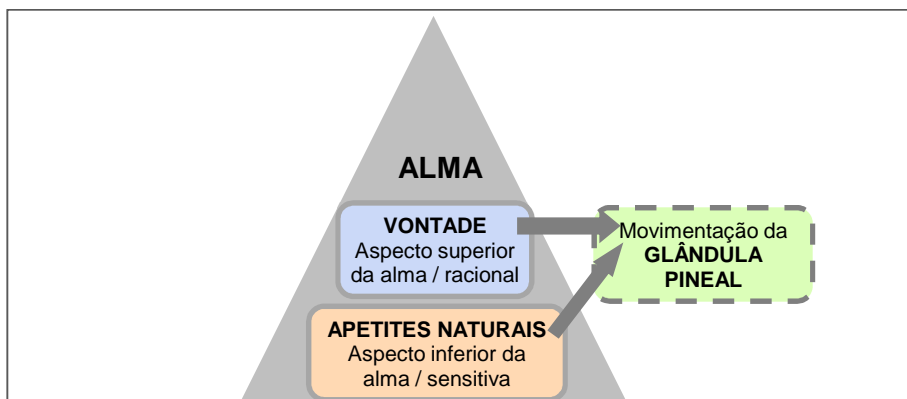 ALMA
VONTADE
Aspecto superior
da alma / racional
Movimentação da
GLÂNDULA
PINEAL
APETITES NATURAIS
Aspecto inferior da
alma / sensitiva